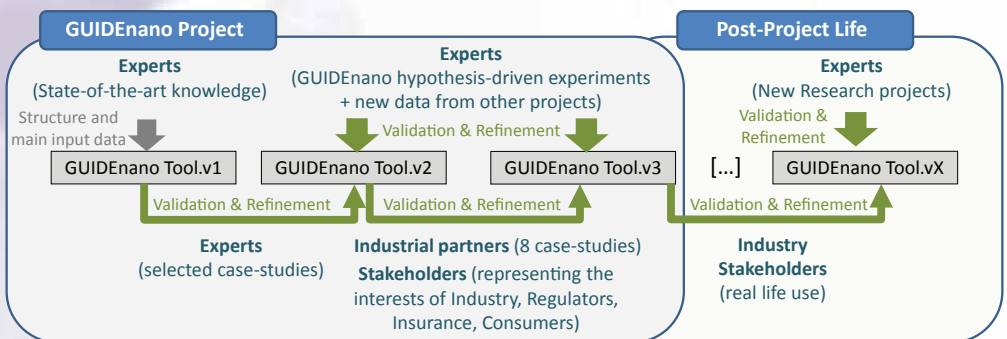 GUIDEnano Project
Post-Project Life
Experts
(State-of-the-art knowledge)
Experts
(GUIDEnano hypothesis-driven experiments
+ new data from other projects)
Experts
(New Research projects)
Structure and
main input data
Validation & Refinement
Validation &
Refinement
GUIDEnano Tool.v1
GUIDEnano Tool.v2
GUIDEnano Tool.v3
[...]
GUIDEnano Tool.vX
Validation & Refinement
Validation & Refinement
Validation & Refinement
Experts
(selected case-studies)
Industrial partners (8 case-studies)
Stakeholders (representing the
interests of Industry, Regulators,
Insurance, Consumers)
Industry
Stakeholders
(real life use)